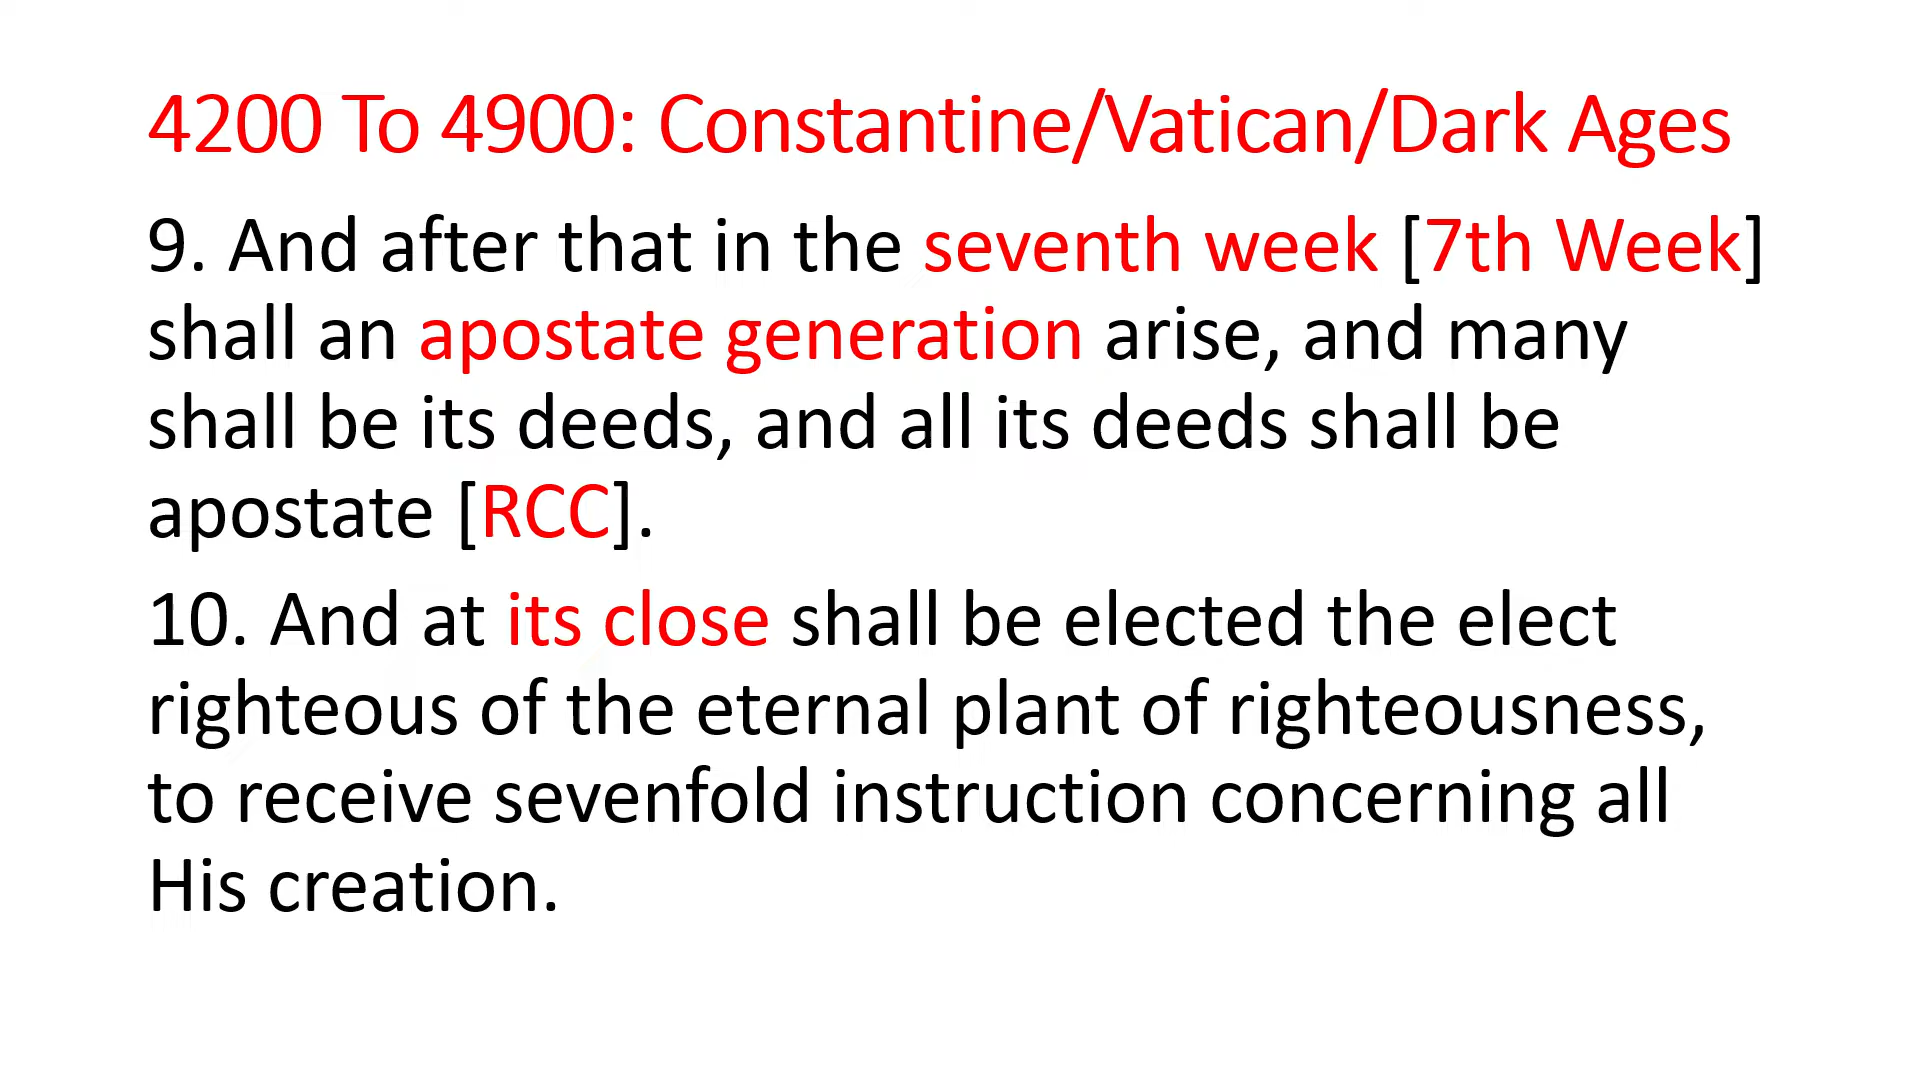 4200 To 4900: Constantine/Vatican/Dark Ages
9. And after that in the seventh week [7th Week]
shall an apostate generation arise, and many
shall be its deeds, and all its deeds shall be
apostate [RCC].
10. And at its close shall be elected the elect
righteous of the eternal plant of righteousness,
to receive sevenfold instruction concerning all
His creation.